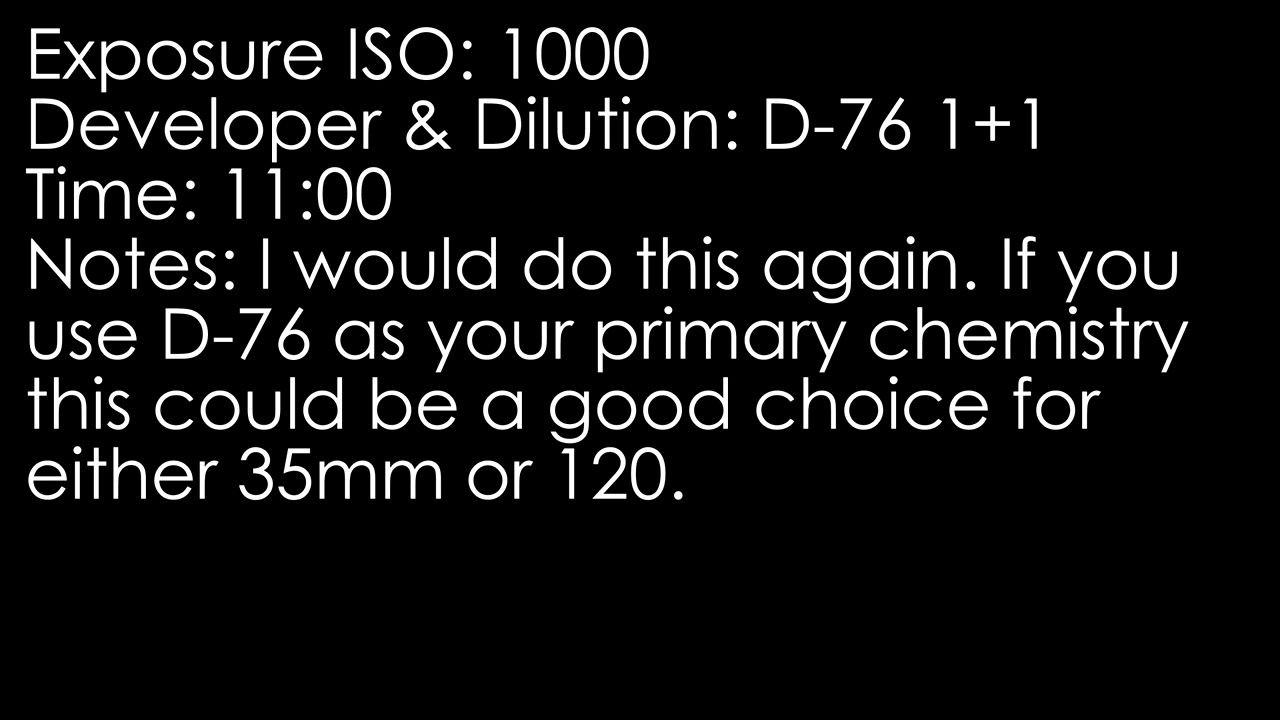 Exposure ISO: 1000
Developer & Dilution: D-76 1+1
Time: 11:00
Notes: I would do this again. If you
use D-76 as your primary chemistry
this could be a good choice for
either 35mm or 120.